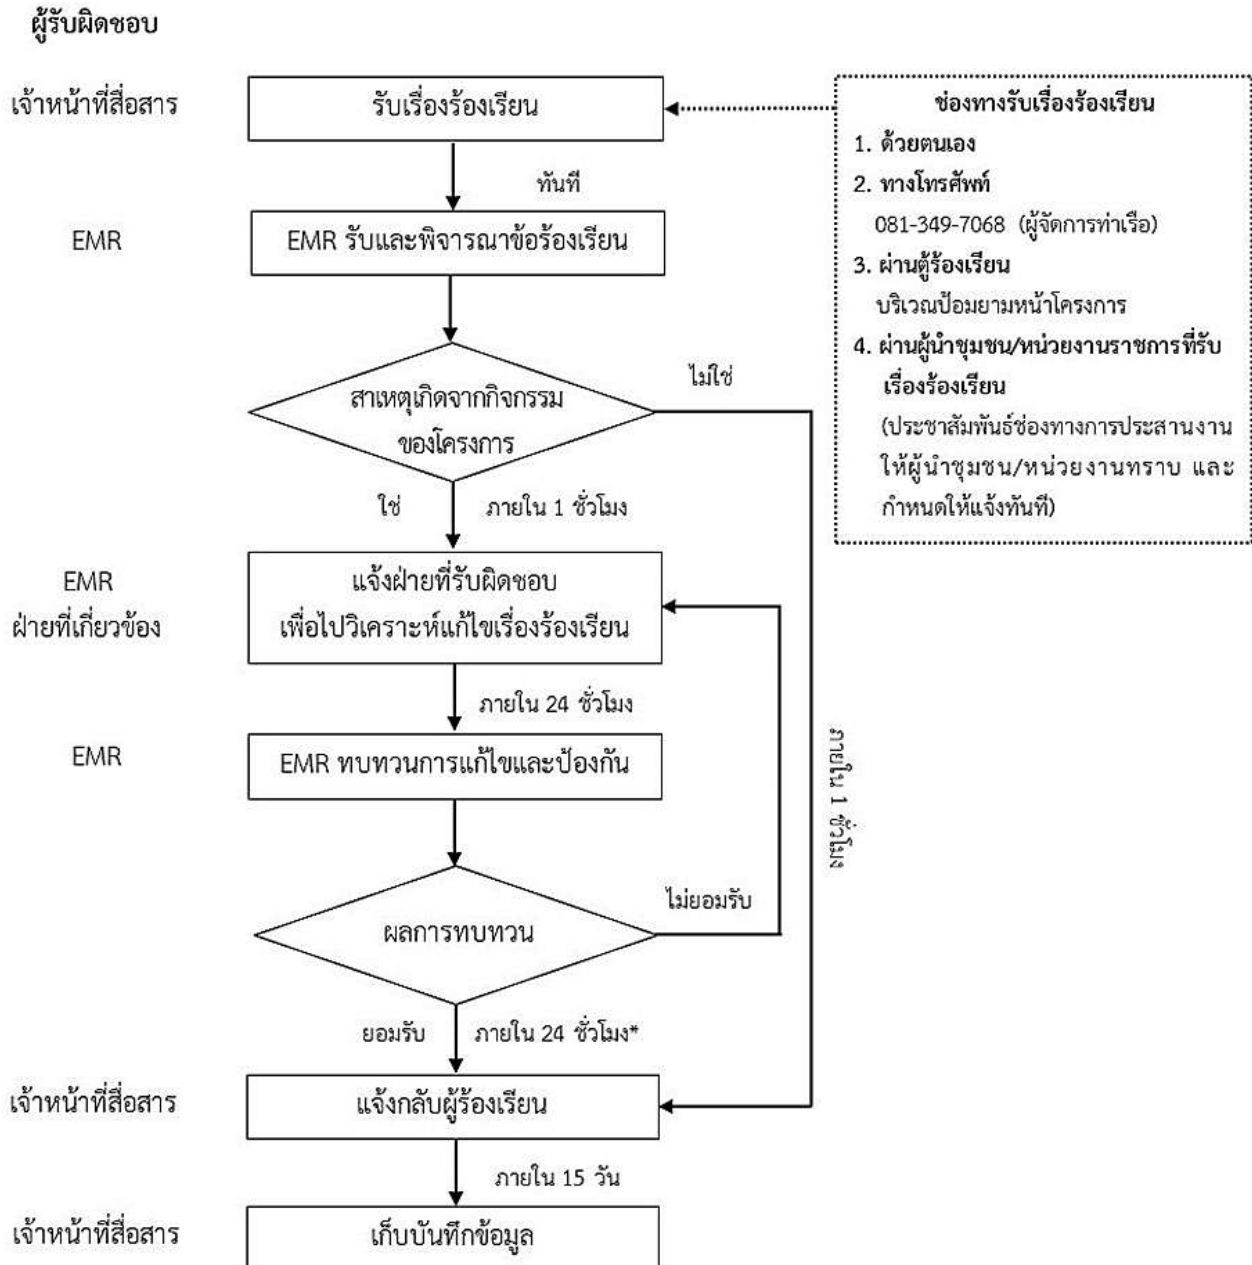 ผู้รับผิดชอบ
เจ้าหน้าที่สื่อสาร
รับเรื่องร้องเรียน
ช่องทางรับเรื่องร้องเรียน
1. ด้วยตนเอง
2. ทางโทรศัพท์
081-349-7068 (ผู้จัดการท่าเรือ)
3. ผ่านตู้ร้องเรียน
บริเวณป้อมยามหน้าโครงการ
4. ผ่านผู้นำชุมชน/หน่วยงานราชการที่รับ
เรื่องร้องเรียน
(ประชาสัมพันธ์ช่องทางการประสานงาน
ให้ผู้นำชุมชน/หน่วยงานทราบ และ
กำหนดให้แจ้งทันที)
ทันที
EMR
EMR รับและพิจารณาข้อร้องเรียน
สาเหตุเกิดจากกิจกรรม
ของโครงการ
ไม่ใช่
ใช่
ภายใน 1 ชั่วโมง
EMR
ฝ่ายที่เกี่ยวข้อง
แจ้งฝ่ายที่รับผิดชอบ
เพื่อไปวิเคราะห์แก้ไขเรื่องร้องเรียน
ภายใน 24 ชั่วโมง
EMR
EMR ทบทวนการแก้ไขและป้องกัน
ภายใน 1 ชั่วโมง
ผลการทบทวน
ไม่ยอมรับ
ยอมรับ
ภายใน 24 ชั่วโมง*
เจ้าหน้าที่สื่อสาร
แจ้งกลับผู้ร้องเรียน
ภายใน 15 วัน
เจ้าหน้าที่สื่อสาร
เก็บบันทึกข้อมูล